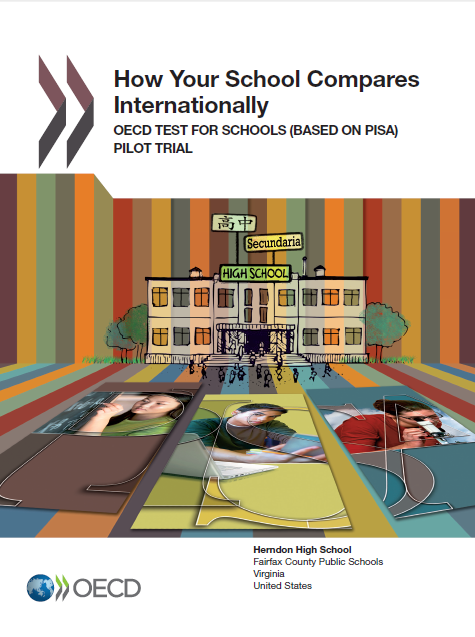 How Your School Compares
Internationally
OECD TEST FOR SCHOOLS (BASED ON PISA)
PILOT TRIAL
高中
Secundaria
HIGH SCHOOL
Herndon High School
Fairfax County Public Schools
Virginia
United States
OECD